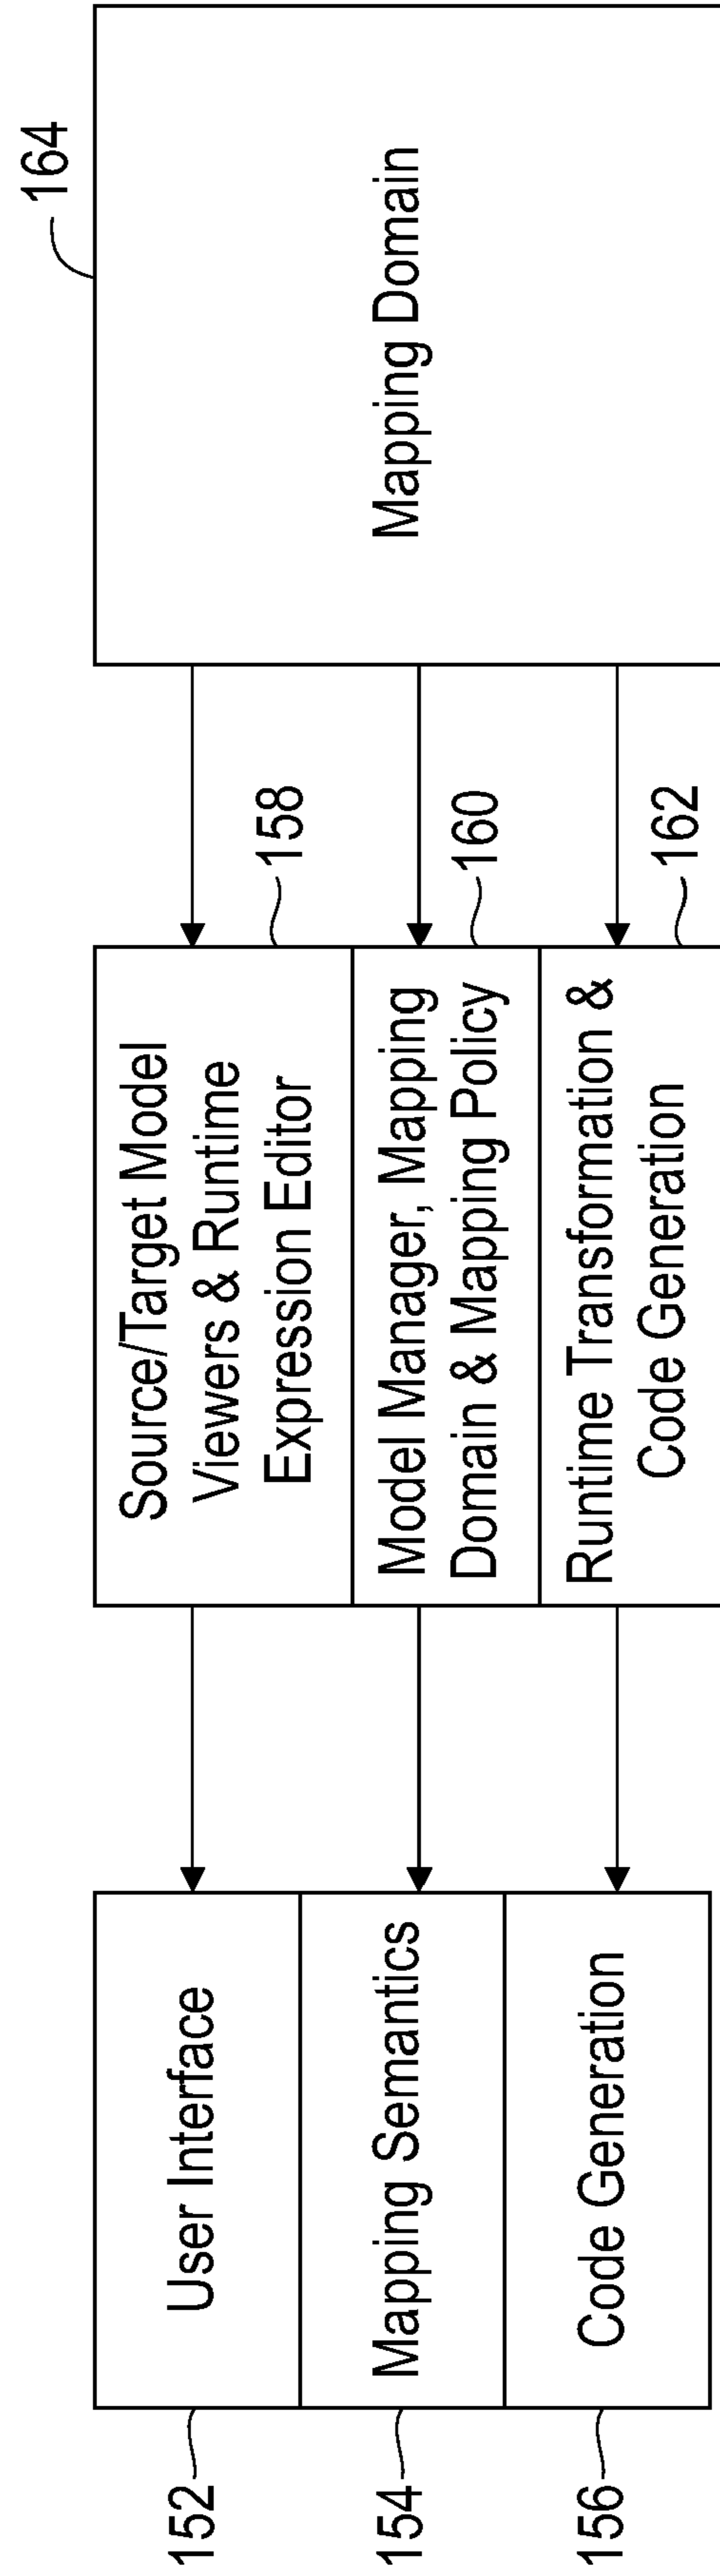 152
User Interface
154
Mapping Semantics
156
Code Generation
Source/Target Model
Viewers & Runtime
Expression Editor
158
Model Manager, Mapping
Domain & Mapping Policy
160
Runtime Transformation &
Code Generation
162
Mapping Domain
164